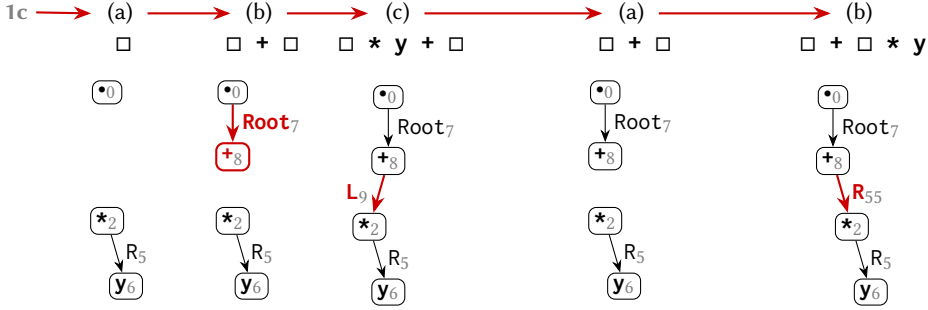 1c (a) (b) (c) (a) (b)
□ □ + □ □ * y + □ □ + □ □ + □ * y
•0 •0 •0 •0 •0
Root7 Root7 Root7 Root7
+8 +8 +8 +8
L9 R55
*2 *2 *2 *2 *2
R5 R5 R5 R5 R5
y6 y6 y6 y6 y6